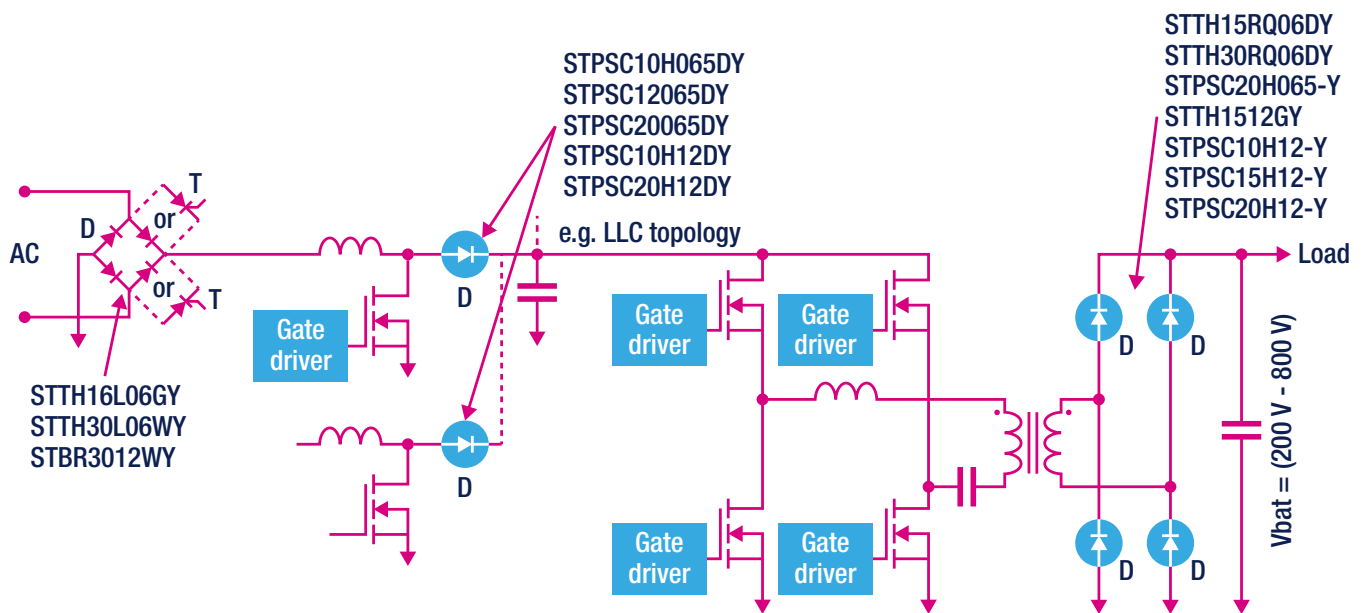 STPSC10H065DY
STPSC12065DY
STPSC20065DY
STPSC10H12DY
STPSC20H12DY
STTH15RQ06DY
STTH30RQ06DY
STPSC20H065-Y
STTH1512GY
STPSC10H12-Y
STPSC15H12-Y
STPSC20H12-Y
T
D
or
AC
or
T
e.g. LLC topology
Load
D
Gate
driver
Gate
driver
Gate
driver
D
D
STTH16L06GY
STTH30L06WY
STBR3012WY
D
Gate
driver
Gate
driver
D
D
Vbat = (200 V - 800 V)